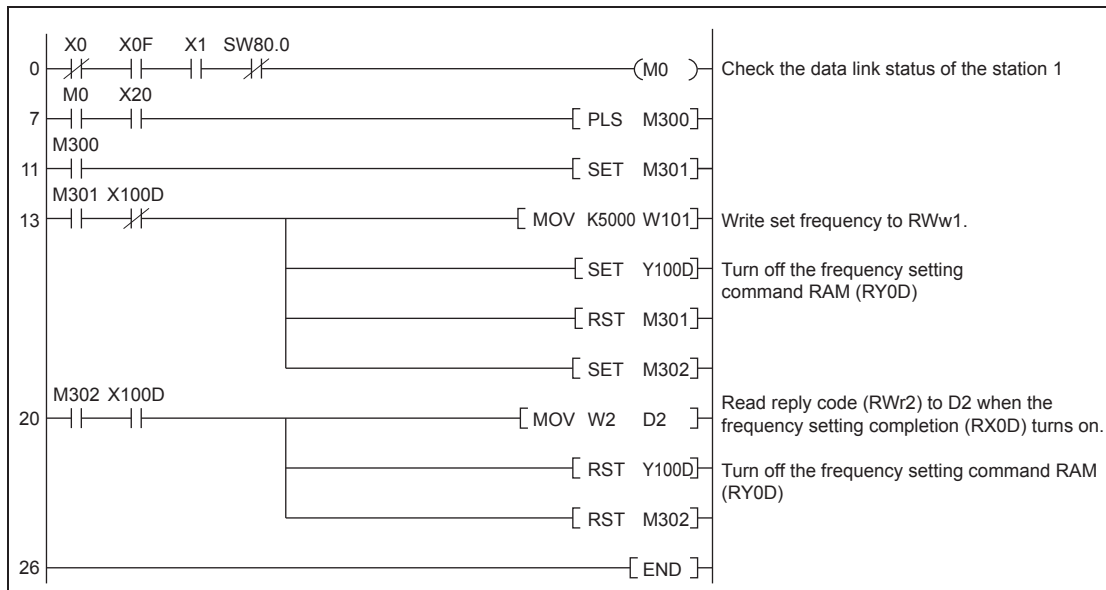 X0 X0F X1 SW80.0
0 M0 Check the data link status of the station 1
M0 X20
7 PLS M300
M300
11 SET M301
M301 X100D
13 MOV K5000 W101 Write set frequency to RWw1.
SET Y100D Turn off the frequency setting
command RAM (RY0D)
RST M301
SET M302
M302 X100D
20 MOV W2 D2 Read reply code (RWr2) to D2 when the
frequency setting completion (RX0D) turns on.
RST Y100D Turn off the frequency setting command RAM
(RY0D)
RST M302
26 END